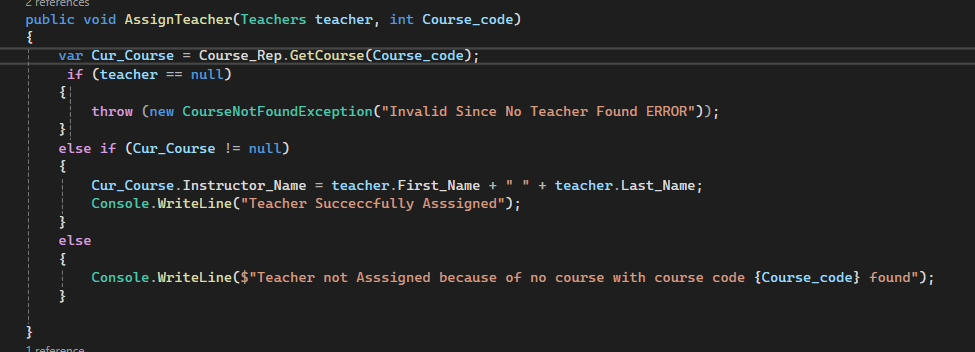 2 references
public void AssignTeacher(Teachers teacher, int Course_code)
{
var Cur_Course = Course_Rep.GetCourse(Course_code);
if (teacher == null)
{
throw (new CourseNotFoundException("Invalid Since No Teacher Found ERROR"));
}
else if (Cur_Course != null)
{
Cur_Course.Instructor_Name = teacher.First_Name + " " + teacher.Last_Name;
Console.WriteLine("Teacher Succeccfully Asssigned");
}
else
{
Console.WriteLine($"Teacher not Asssigned because of no course with course code {Course_code} found");
}
}
1 reference